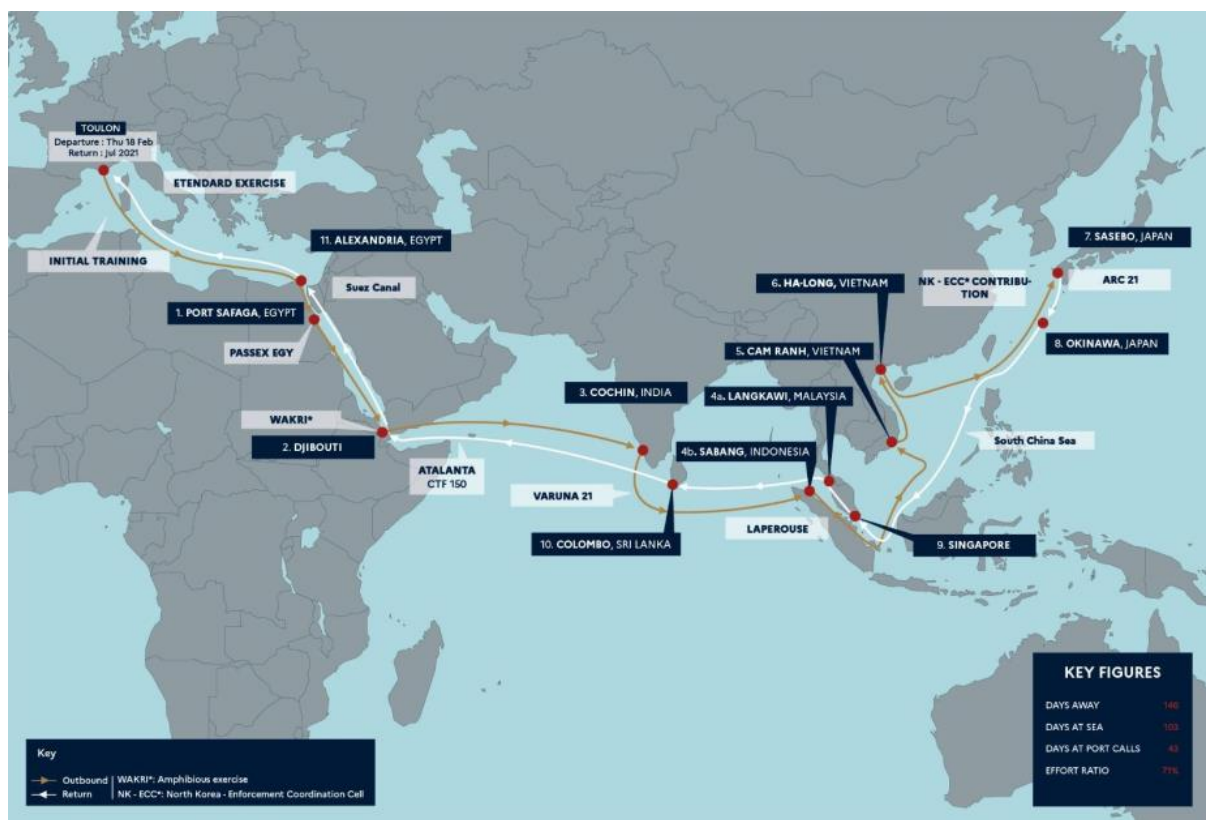 TOULON
Departure : Thu 18 Feb
Return : Jul 2021
ETENDARD EXERCISE
INITIAL TRAINING
11. ALEXANDRIA, EGYPT
Suez Canal
1. PORT SAFAGA, EGYPT
PASSEX EGY
WAKRI*
2. DJIBOUTI
ATALANTA
CTF 150
3. COCHIN, INDIA
VARUNA 21
10. COLOMBO, SRI LANKA
4b. SABANG, INDONESIA
4a. LANGKAWI, MALAYSIA
LAPEROUSE
9. SINGAPORE
5. CAM RANH, VIETNAM
6. HA-LONG, VIETNAM
South China Sea
NK - ECC* CONTRIBU-
TION
7. SASEBO, JAPAN
ARC 21
8. OKINAWA, JAPAN
Key
Outbound WAKRI*: Amphibious exercise
Return NK - ECC*: North Korea - Enforcement Coordination Cell
KEY FIGURES
DAYS AWAY 146
DAYS AT SEA 103
DAYS AT PORT CALLS 43
EFFORT RATIO 71%